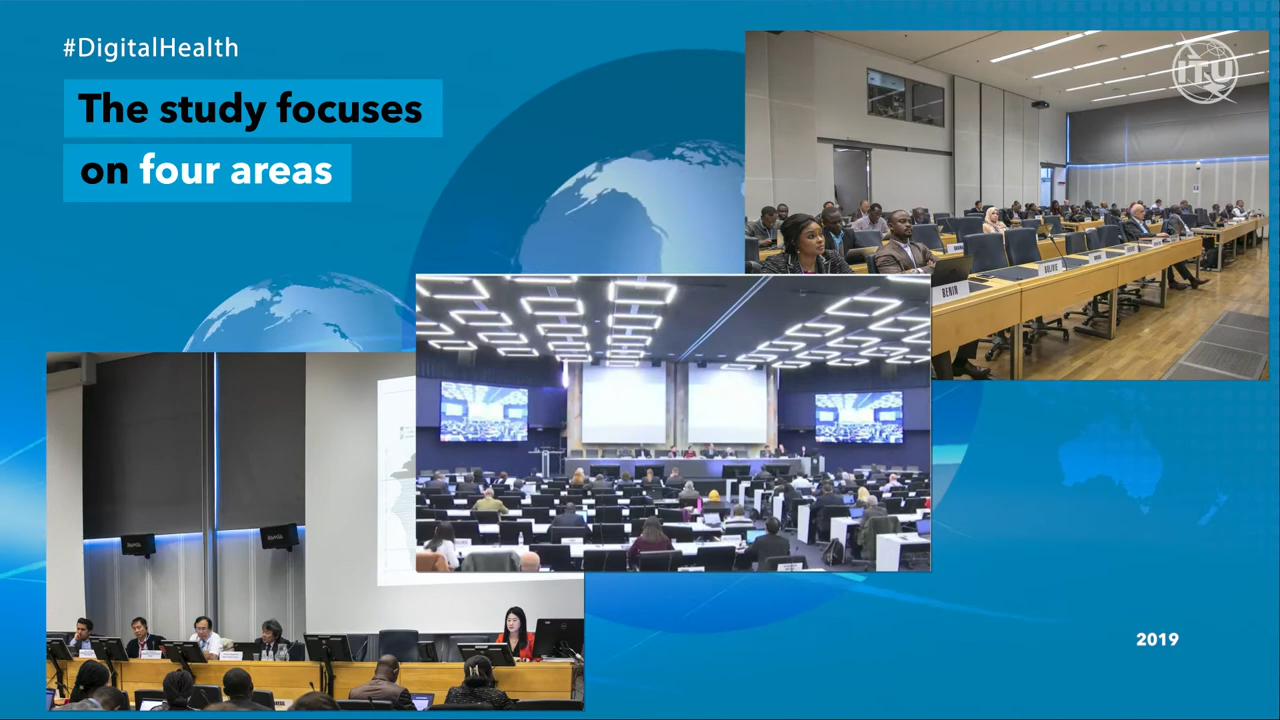 #DigitalHealth
The study focuses
on four areas
ITU
BENIN
BOLIVIE
2019